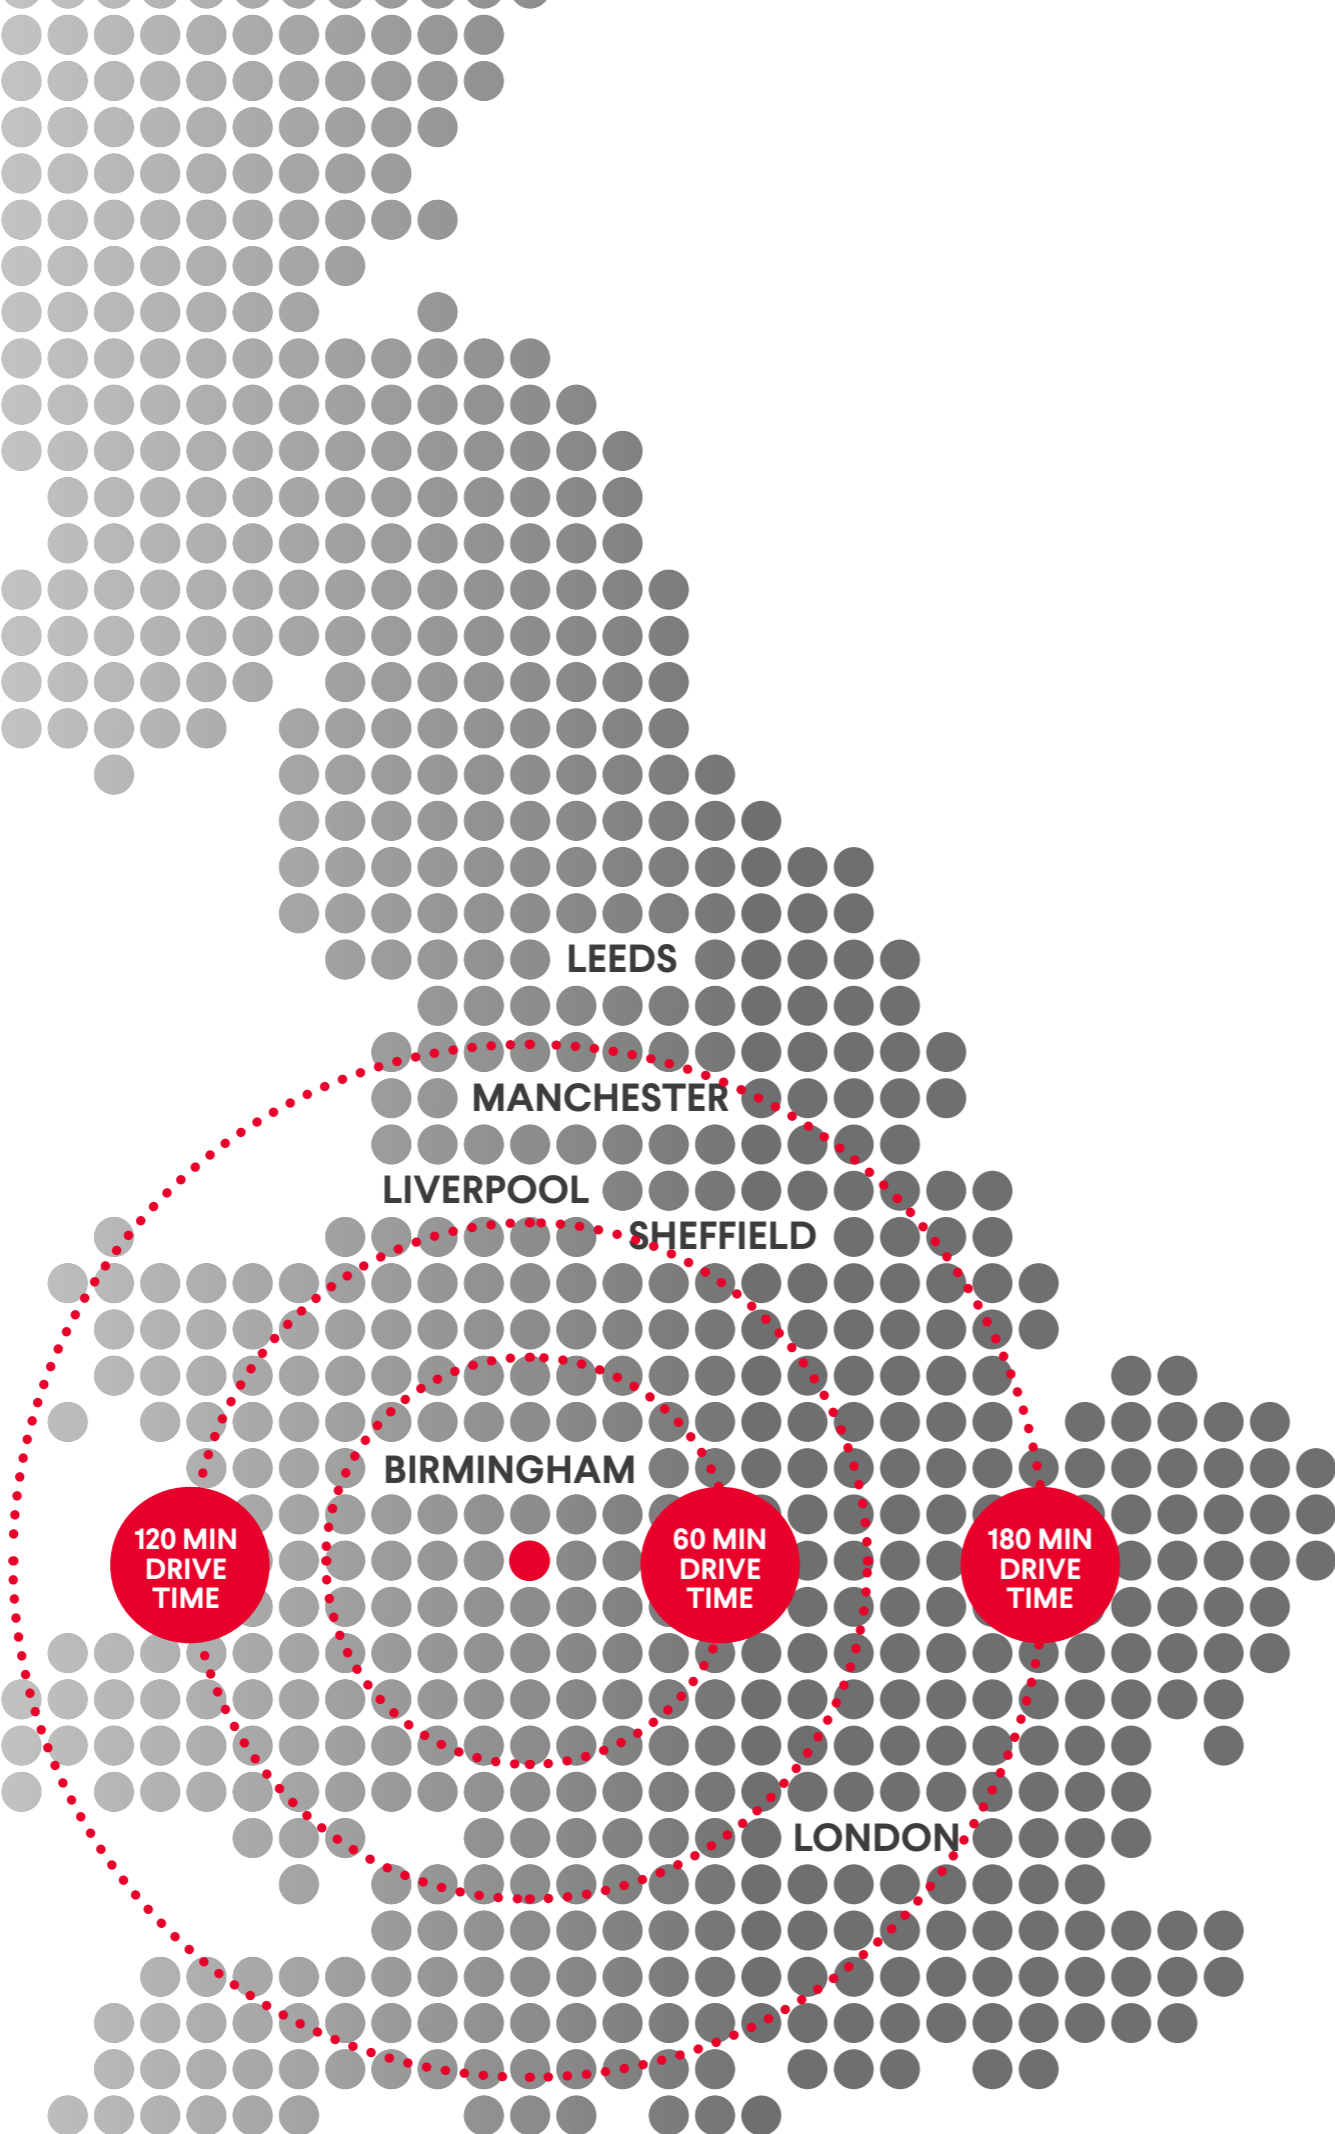 LEEDS
MANCHESTER
LIVERPOOL
SHEFFIELD
BIRMINGHAM
120 MIN
DRIVE
TIME
60 MIN
DRIVE
TIME
180 MIN
DRIVE
TIME
LONDON